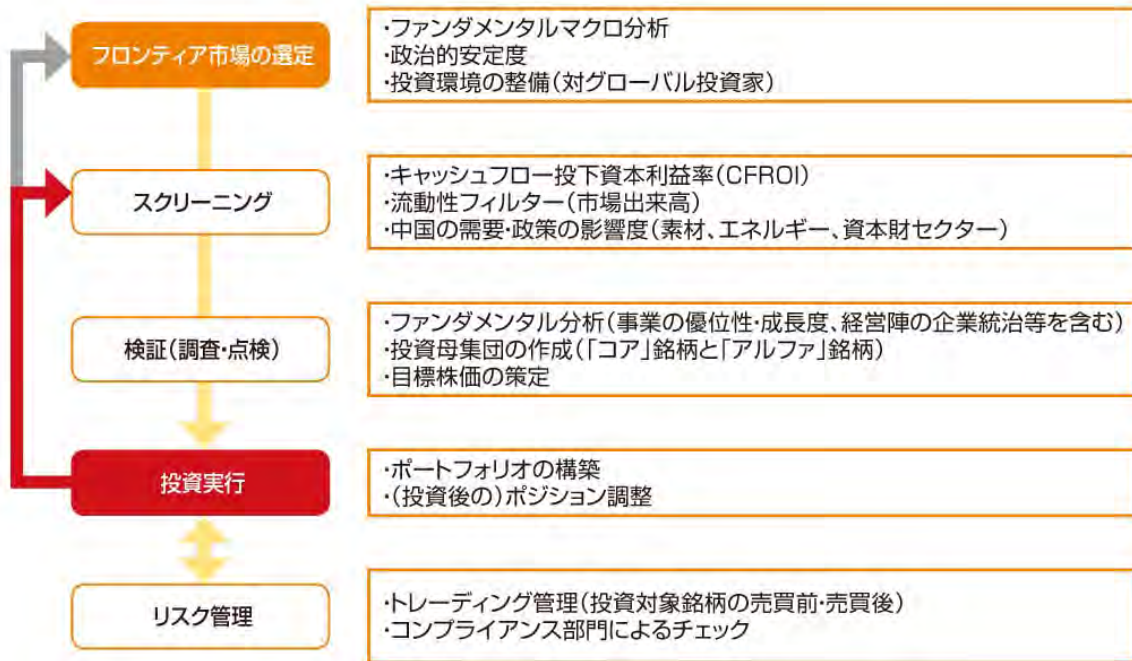 フロンティア市場の選定
・ファンダメンタルマクロ分析
・政治的安定度
・投資環境の整備(対グローバル投資家)
スクリーニング
・キャッシュフロー投下資本利益率(CFROI)
・流動性フィルター(市場出来高)
・中国の需要・政策の影響度(素材、エネルギー、資本財セクター)
検証(調査・点検)
・ファンダメンタル分析(事業の優位性・成長度、経営陣の企業統治等を含む)
・投資母集団の作成(「コア」銘柄と「アルファ」銘柄)
・目標株価の策定
投資実行
・ポートフォリオの構築
・(投資後の)ポジション調整
リスク管理
・トレーディング管理(投資対象銘柄の売買前・売買後)
・コンプライアンス部門によるチェック